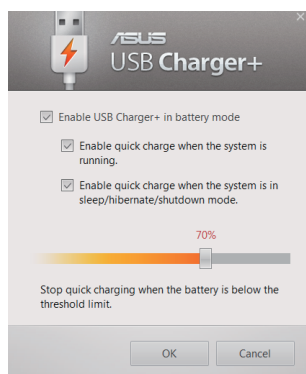 ASUS
USB Charger+
Enable USB Charger+ in battery mode
Enable quick charge when the system is
running.
Enable quick charge when the system is in
sleep/hibernate/shutdown mode.
70%
Stop quick charging when the battery is below the
threshold limit.
OK
Cancel